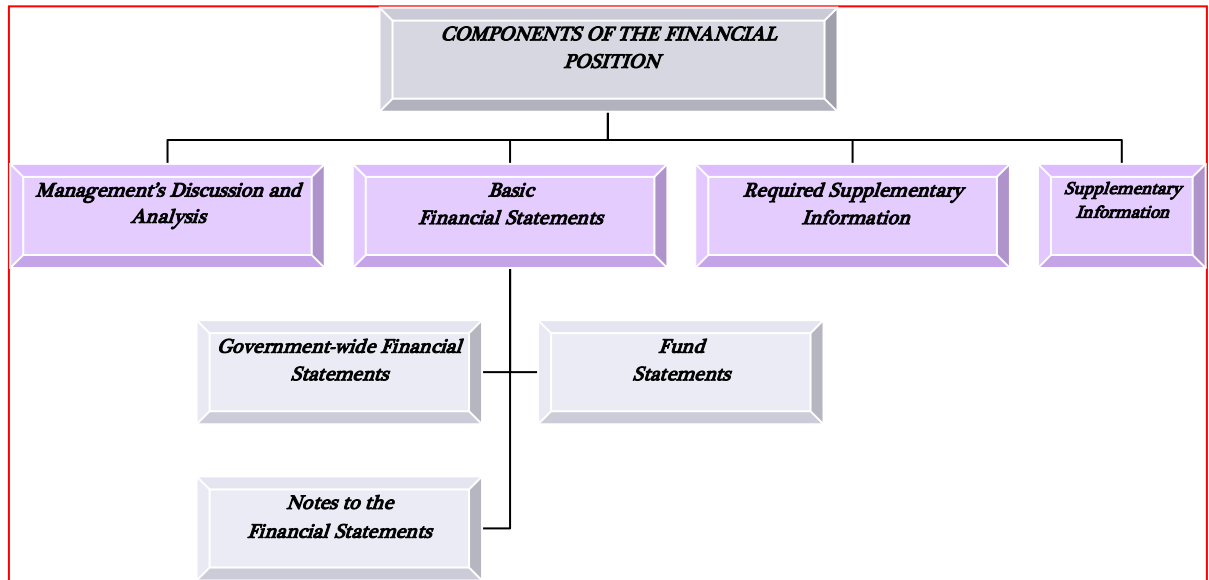 COMPONENTS OF THE FINANCIAL
POSITION
Management’s Discussion and
Analysis
Basic
Financial Statements
Required Supplementary
Information
Supplementary
Information
Government-wide Financial
Statements
Fund
Statements
Notes to the
Financial Statements